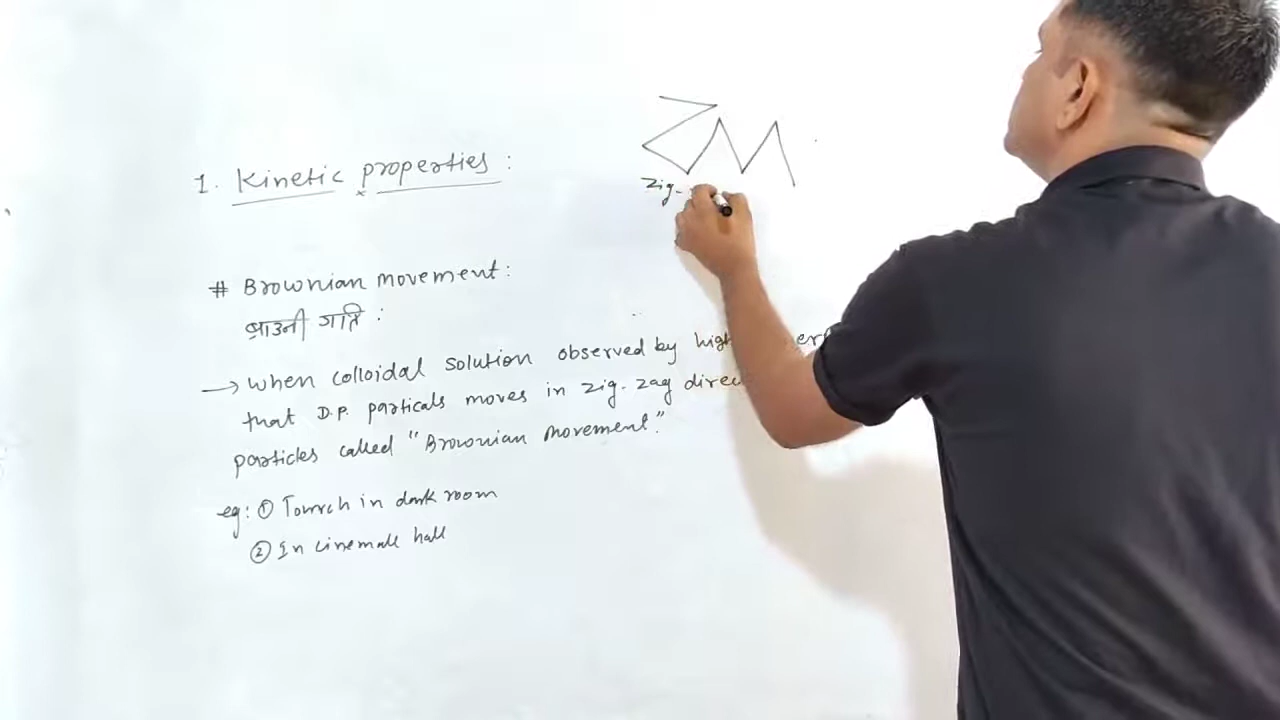 1. Kinetic properties :
zig-
# Brownian movement:
ब्राउनी गति :
→ when colloidal solution observed by high
that D.P. particals moves in zig-zag direc
particles called "Brownian movement."
eg: ① Tourch in dark room
② In cinemall hall